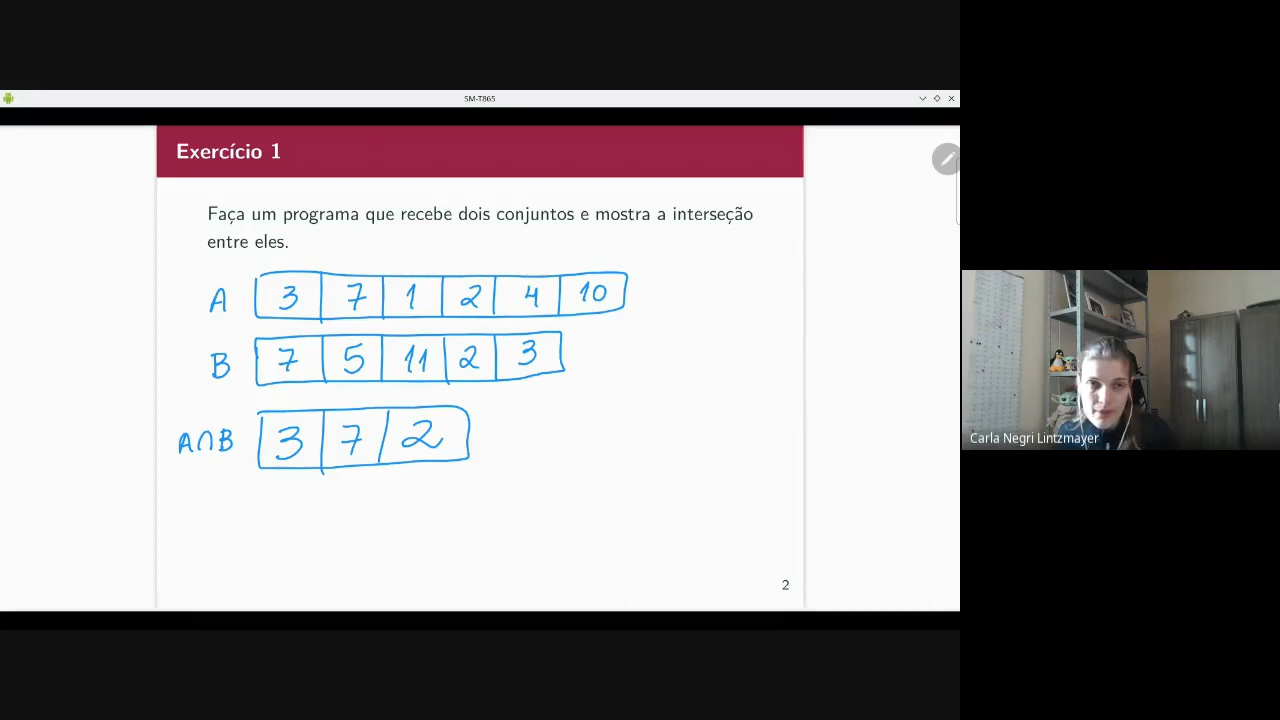 SM-T865
Exercício 1
Faça um programa que recebe dois conjuntos e mostra a interseção
entre eles.
A 3 7 1 2 4 10
B 7 5 11 2 3
A∩B 3 7 2
Carla Negri Lintzmayer
2